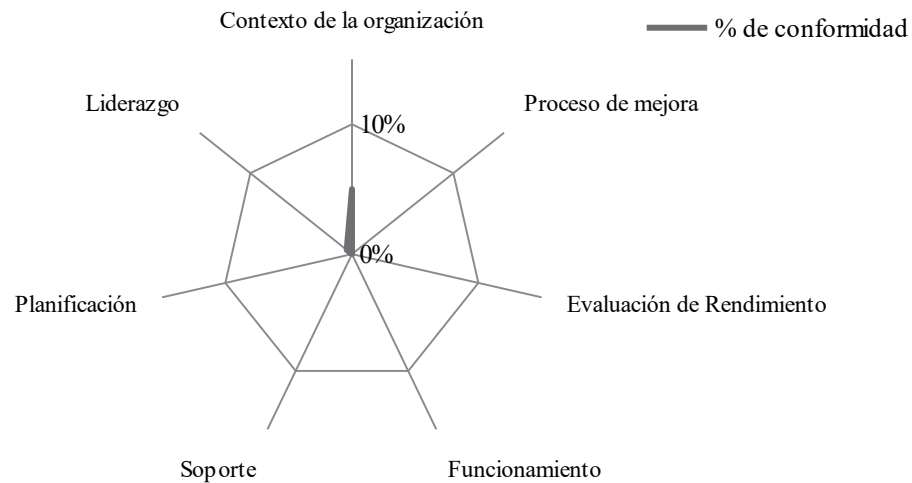 Contexto de la organización
% de conformidad
Liderazgo
Proceso de mejora
10%
0%
Planificación
Evaluación de Rendimiento
Soporte
Funcionamiento